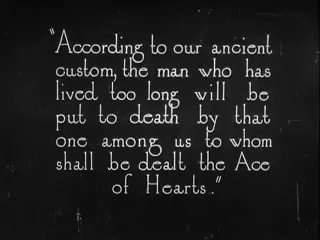 "According to our ancient
custom, the man who has
lived too long will be
put to death by that
one among us to whom
shall be dealt the Ace
of Hearts."